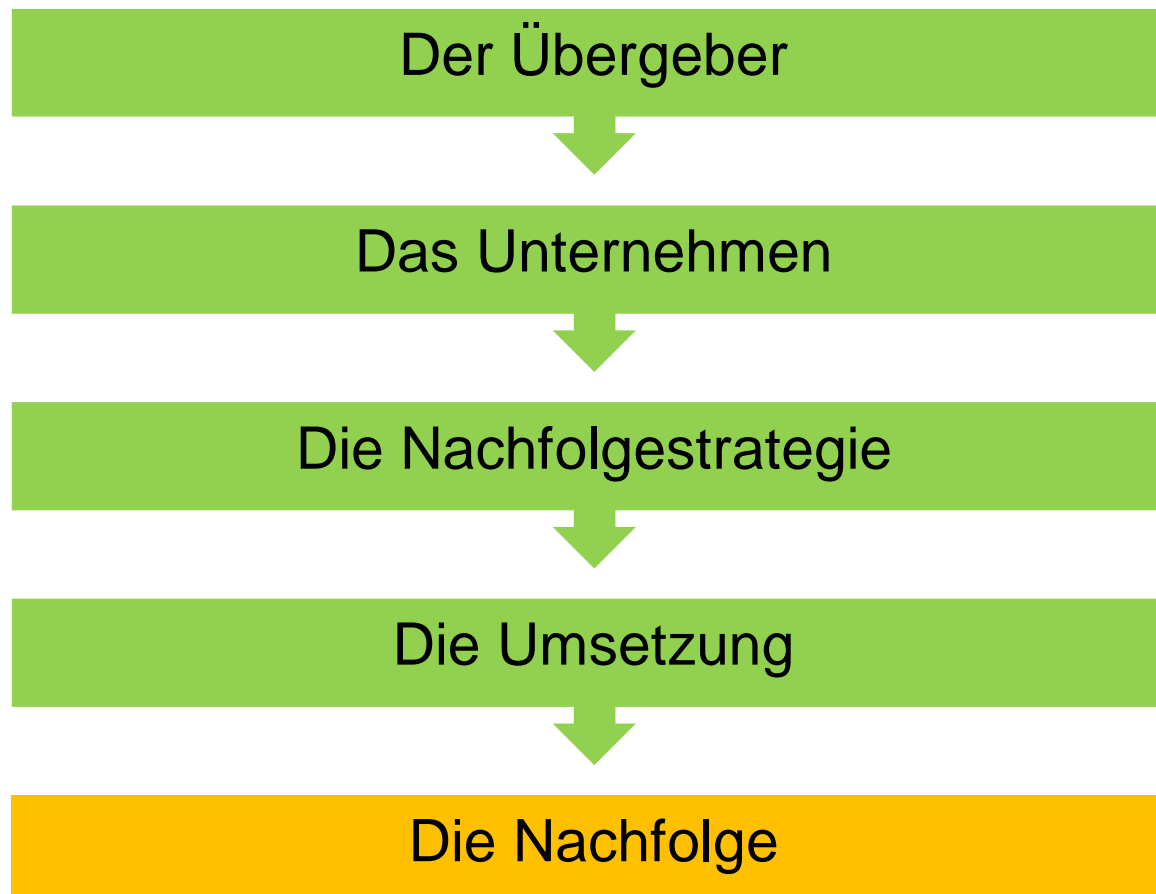 Der Übergeber
Das Unternehmen
Die Nachfolgestrategie
Die Umsetzung
Die Nachfolge